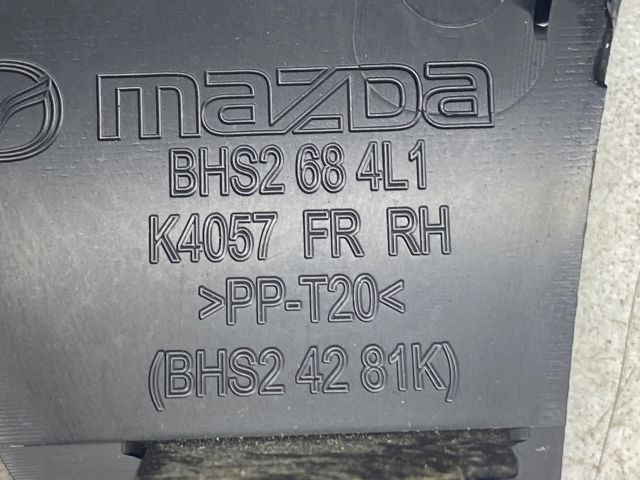 mazda
BHS2 68 4L1
K4057 FR RH
>PP-T20<
(BHS2 42 81K)